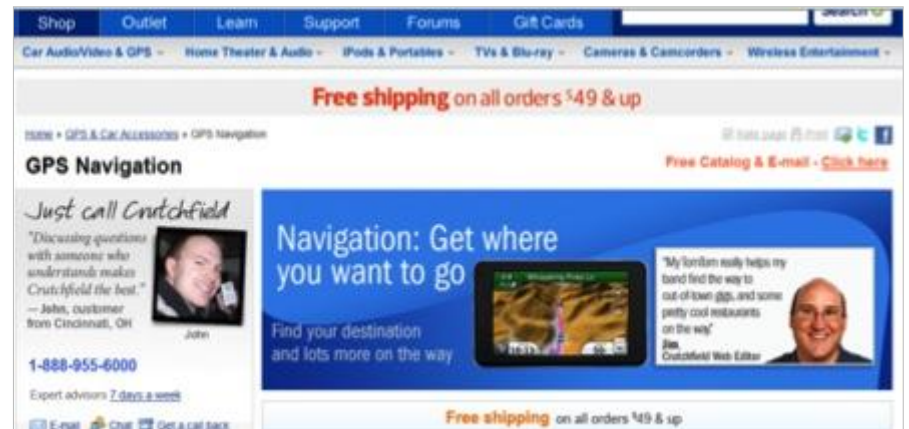 Shop Outlet Learn Support Forums Gift Cards Search
Car Audio/Video & GPS Home Theater & Audio iPods & Portables TVs & Blu-ray Cameras & Camcorders Wireless Entertainment
Free shipping on all orders $49 & up
Home • GPS & Car Accessories • GPS Navigation
Print
GPS Navigation
Free Catalog & E-mail - Click here
Just call Crutchfield
"Discussing questions
with someone who
understands makes
Crutchfield the best."
— John, customer
from Cincinnati, OH
John
1-888-955-6000
Expert advisors 7 days a week
E-mail Chat Get a call back
Navigation: Get where
you want to go
Find your destination
and lots more on the way
"My TomTom really helps my
band find the way to
out-of-town gigs, and some
pretty cool restaurants
on the way."
Jim,
Crutchfield Web Editor
Free shipping on all orders $49 & up